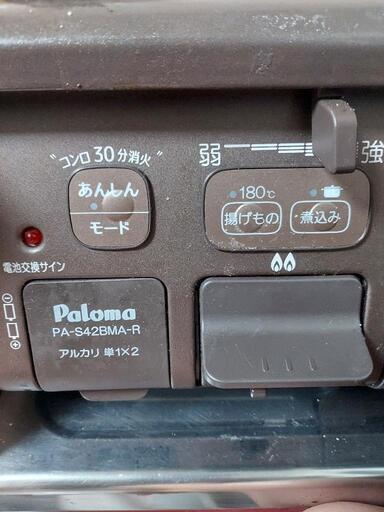 "コンロ30分消火"
あんしん
モード
弱
強
180℃
揚げもの
煮込み
電池交換サイン
Paloma
PA-S42BMA-R
アルカリ 単1×2